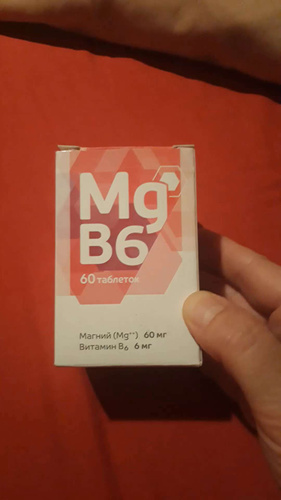 Mg
B6
60 таблеток
Магний (Mg⁺⁺) 60 мг
Витамин B₆ 6 мг